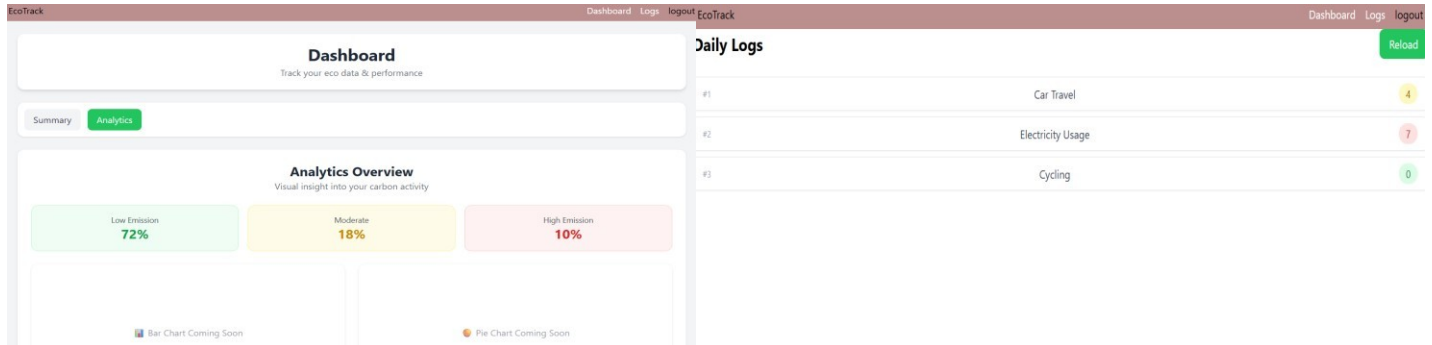 EcoTrack Dashboard Logs logout
Dashboard
Track your eco data & performance
Summary Analytics
Analytics Overview
Visual insight into your carbon activity
Low Emission Moderate High Emission
72% 18% 10%
📊 Bar Chart Coming Soon 🥧 Pie Chart Coming Soon
EcoTrack Dashboard Logs logout
Daily Logs Reload
#1 Car Travel 4
#2 Electricity Usage 7
#3 Cycling 0